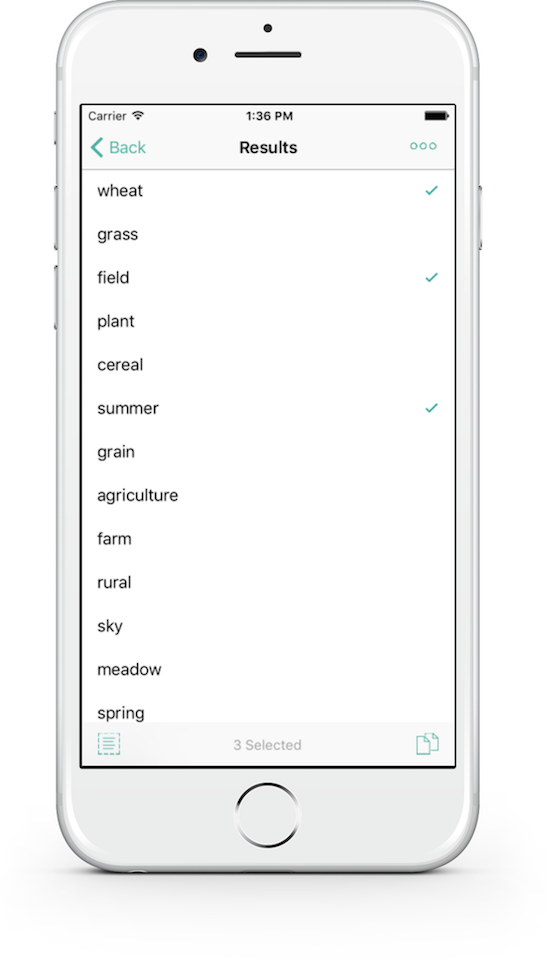 Carrier 1:36 PM
Back Results
wheat
grass
field
plant
cereal
summer
grain
agriculture
farm
rural
sky
meadow
spring
3 Selected